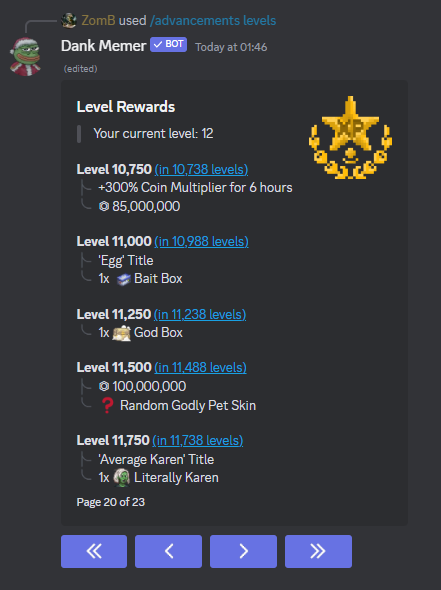 ZomB used /advancements levels
Dank Memer ✓ BOT Today at 01:46
(edited)
Level Rewards
Your current level: 12
XP
Level 10,750 (in 10,738 levels)
+300% Coin Multiplier for 6 hours
85,000,000
Level 11,000 (in 10,988 levels)
'Egg' Title
1x Bait Box
Level 11,250 (in 11,238 levels)
1x God Box
Level 11,500 (in 11,488 levels)
100,000,000
❓ Random Godly Pet Skin
Level 11,750 (in 11,738 levels)
'Average Karen' Title
1x Literally Karen
Page 20 of 23